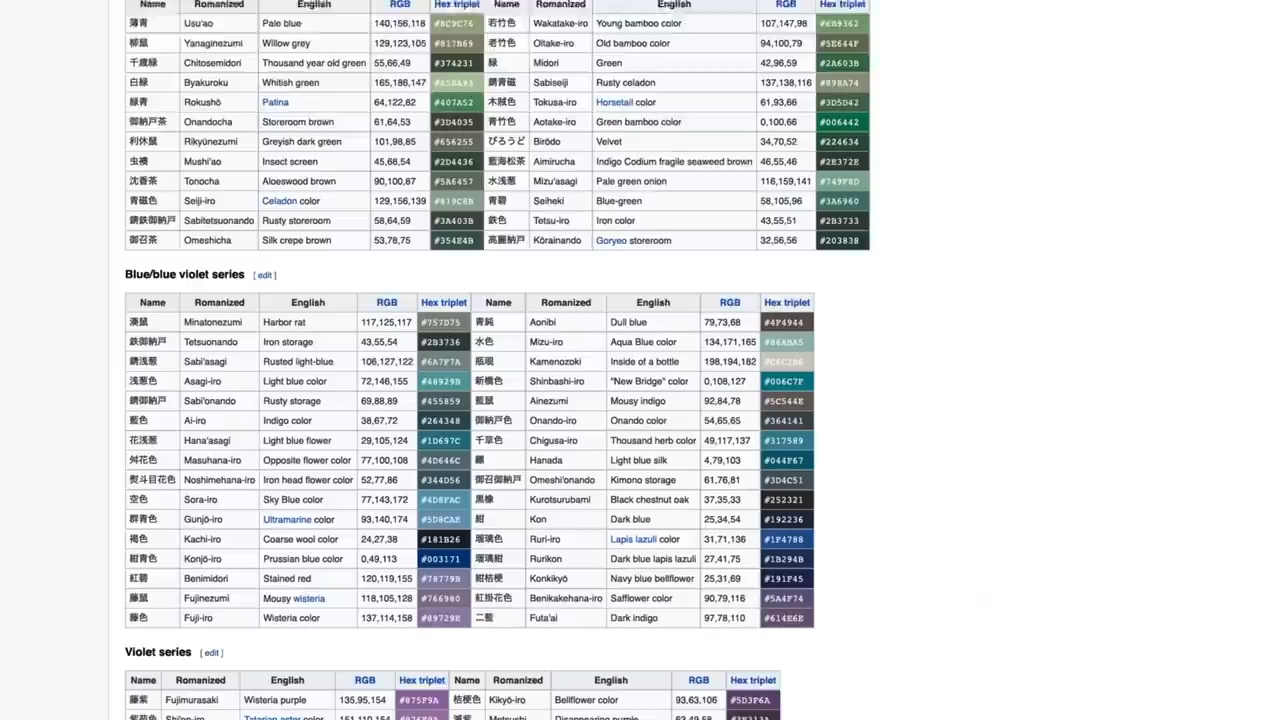 Name Romanized English RGB Hex triplet Name Romanized English RGB Hex triplet
薄青 Usu'ao Pale blue 140,156,118 #8C9C76 若竹色 Wakatake-iro Young bamboo color 107,147,98 #6B9362
柳鼠 Yanaginezumi Willow grey 129,123,105 #817B69 老竹色 Oitake-iro Old bamboo color 94,100,79 #5E644F
千歳緑 Chitosemidori Thousand year old green 55,66,49 #374231 緑 Midori Green 42,96,59 #2A603B
白緑 Byakuroku Whitish green 165,186,147 #A5BA93 錆青磁 Sabiseiji Rusty celadon 137,138,116 #898A74
緑青 Rokushō Patina 64,122,82 #407A52 木賊色 Tokusa-iro Horsetail color 61,93,66 #3D5D42
御納戸茶 Onandocha Storeroom brown 61,64,53 #3D4035 青竹色 Aotake-iro Green bamboo color 0,100,66 #006442
利休鼠 Rikyūnezumi Greyish dark green 101,98,85 #656255 びろうど Birōdo Velvet 34,70,52 #224634
虫襖 Mushi'ao Insect screen 45,68,54 #2D4436 藍海松茶 Aimirucha Indigo Codium fragile seaweed brown 46,55,46 #2E372E
沈香茶 Tonocha Aloeswood brown 90,100,87 #5A6457 水浅葱 Mizu'asagi Pale green onion 116,159,141 #749F8D
青磁色 Seiji-iro Celadon color 129,156,139 #819C8B 青碧 Seiheki Blue-green 58,105,96 #3A6960
錆鉄御納戸 Sabitetsuonando Rusty storeroom 58,64,59 #3A403B 鉄色 Tetsu-iro Iron color 43,55,51 #2B3733
御召茶 Omeshicha Silk crepe brown 53,78,75 #354E4B 高麗納戸 Kōrainando Goryeo storeroom 32,56,56 #203838
Blue/blue violet series [ edit ]
Name Romanized English RGB Hex triplet Name Romanized English RGB Hex triplet
湊鼠 Minatonezumi Harbor rat 117,125,117 #757D75 青鈍 Aonibi Dull blue 79,73,68 #4F4944
鉄御納戸 Tetsuonando Iron storage 43,55,54 #2B3736 水色 Mizu-iro Aqua Blue color 134,171,165 #86ABA5
錆浅葱 Sabi'asagi Rusted light-blue 106,127,122 #6A7F7A 瓶覗 Kamenozoki Inside of a bottle 198,194,182 #C6C2B6
浅葱色 Asagi-iro Light blue color 72,146,155 #48929B 新橋色 Shinbashi-iro "New Bridge" color 0,108,127 #006C7F
錆御納戸 Sabi'onando Rusty storage 69,88,89 #455859 藍鼠 Ainezumi Mousy indigo 92,84,78 #5C544E
藍色 Ai-iro Indigo color 38,67,72 #264348 御納戸色 Onando-iro Onando color 54,65,65 #364141
花浅葱 Hana'asagi Light blue flower 29,105,124 #1D697C 千草色 Chigusa-iro Thousand herb color 49,117,137 #317589
舛花色 Masuhana-iro Opposite flower color 77,100,108 #4D646C 縹 Hanada Light blue silk 4,79,103 #044F67
熨斗目花色 Noshimehana-iro Iron head flower color 52,77,86 #344D56 御召御納戸 Omeshi'onando Kimono storage 61,76,81 #3D4C51
空色 Sora-iro Sky Blue color 77,143,172 #4D8FAC 黒橡 Kurotsurubami Black chestnut oak 37,35,33 #252321
群青色 Gunjō-iro Ultramarine color 93,140,174 #5D8CAE 紺 Kon Dark blue 25,34,54 #192236
褐色 Kachi-iro Coarse wool color 24,27,38 #181B26 瑠璃色 Ruri-iro Lapis lazuli color 31,71,136 #1F4788
紺青色 Konjō-iro Prussian blue color 0,49,113 #003171 瑠璃紺 Rurikon Dark blue lapis lazuli 27,41,75 #1B294B
紅碧 Benimidori Stained red 120,119,155 #78779B 紺桔梗 Konkikyō Navy blue bellflower 25,31,69 #191F45
藤鼠 Fujinezumi Mousy wisteria 118,105,128 #766980 紅掛花色 Benikakehana-iro Safflower color 90,79,116 #5A4F74
藤色 Fuji-iro Wisteria color 137,114,158 #89729E 二藍 Futa'ai Dark indigo 97,78,110 #614E6E
Violet series [ edit ]
Name Romanized English RGB Hex triplet Name Romanized English RGB Hex triplet
藤紫 Fujimurasaki Wisteria purple 135,95,154 #875F9A 桔梗色 Kikyō-iro Bellflower color 93,63,106 #5D3F6A